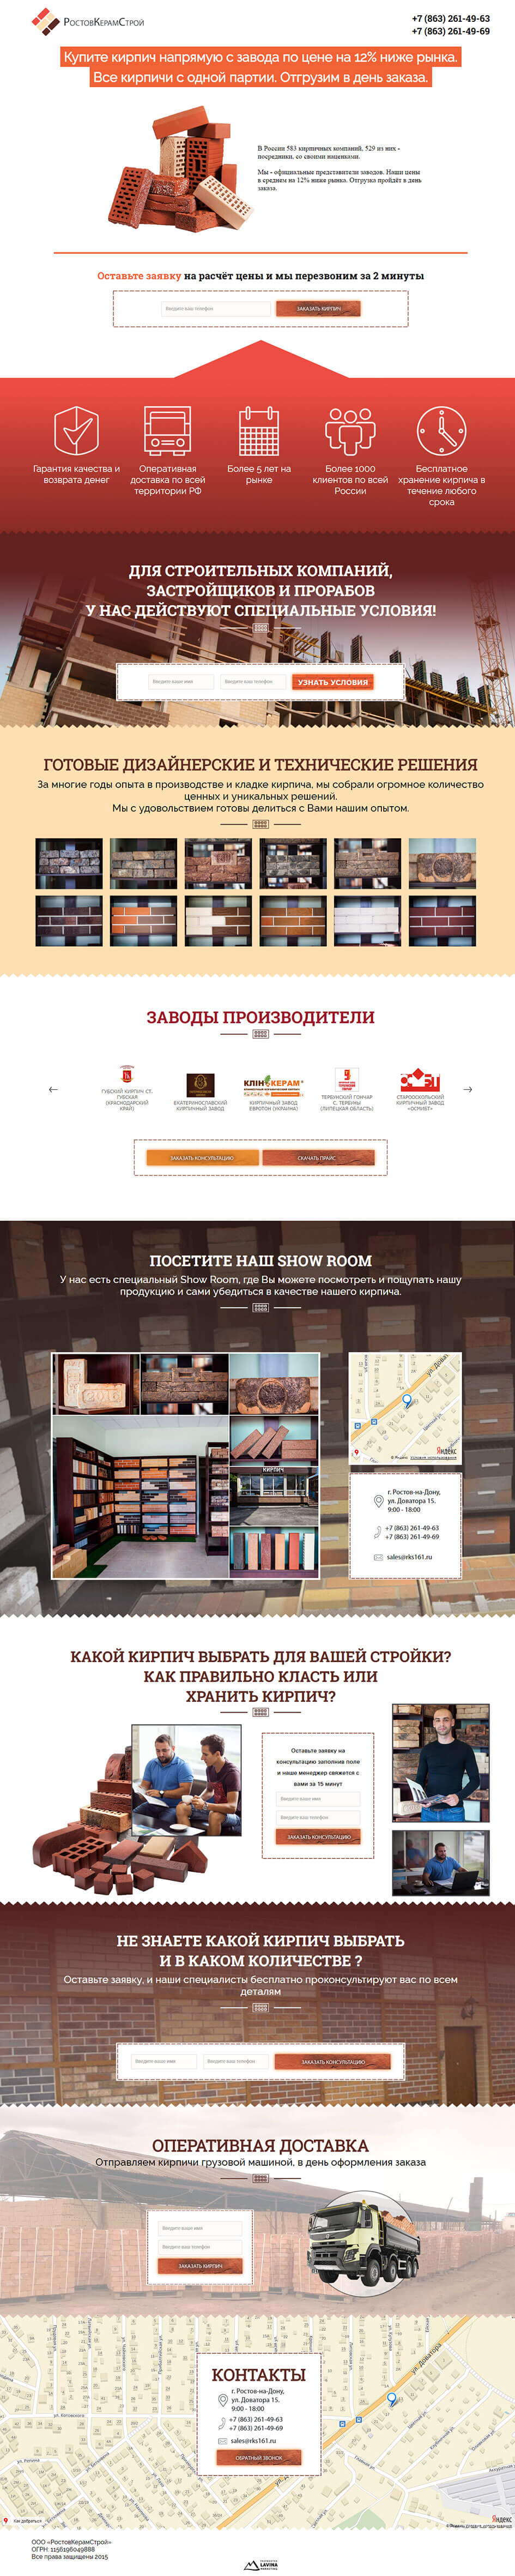 РостовКерамСтрой
+7 (863) 261-49-63
+7 (863) 261-49-69
Купите кирпич напрямую с завода по цене на 12% ниже рынка.
Все кирпичи с одной партии. Отгрузим в день заказа.
В России 583 кирпичных компаний, 529 из них -
посредники, со своими наценками.
Мы - официальные представители заводов. Наши цены
в среднем на 12% ниже рынка. Отгрузка пройдёт в день
заказа.
Оставьте заявку на расчёт цены и мы перезвоним за 2 минуты
Введите ваш телефон
ЗАКАЗАТЬ КИРПИЧ
Гарантия качества и
возврата денег
Оперативная
доставка по всей
территории РФ
Более 5 лет на
рынке
Более 1000
клиентов по всей
России
Бесплатное
хранение кирпича в
течение любого
срока
ДЛЯ СТРОИТЕЛЬНЫХ КОМПАНИЙ,
ЗАСТРОЙЩИКОВ И ПРОРАБОВ
У НАС ДЕЙСТВУЮТ СПЕЦИАЛЬНЫЕ УСЛОВИЯ!
Введите ваше имя
Введите ваш телефон
УЗНАТЬ УСЛОВИЯ
ГОТОВЫЕ ДИЗАЙНЕРСКИЕ И ТЕХНИЧЕСКИЕ РЕШЕНИЯ
За многие годы опыта в производстве и кладке кирпича, мы собрали огромное количество
ценных и уникальных решений.
Мы с удовольствием готовы делиться с Вами нашим опытом.
ЗАВОДЫ ПРОИЗВОДИТЕЛИ
ГУБСКИЙ КИРПИЧ СТ.
ГУБСКАЯ
(КРАСНОДАРСКИЙ
КРАЙ)
ЕКАТЕРИНОСЛАВСКИЙ
КИРПИЧНЫЙ ЗАВОД
КЛІНКЕРАМ
КИРПИЧНЫЙ ЗАВОД
ЕВРОТОН (УКРАИНА)
ТЕРБУНСКИЙ ГОНЧАР
С. ТЕРБУНЫ
(ЛИПЕЦКАЯ ОБЛАСТЬ)
СТАРООСКОЛЬСКИЙ
КИРПИЧНЫЙ ЗАВОД
«ОСМИБТ»
ЗАКАЗАТЬ КОНСУЛЬТАЦИЮ
СКАЧАТЬ ПРАЙС
ПОСЕТИТЕ НАШ SHOW ROOM
У нас есть специальный Show Room, где Вы можете посмотреть и пощупать нашу
продукцию и сами убедиться в качестве нашего кирпича.
КИРПИЧ
ул. Доватора
Цветная ул.
Яндекс
© Яндекс Условия использования
г. Ростов-на-Дону,
ул. Доватора 15,
9:00 - 18:00
+7 (863) 261-49-63
+7 (863) 261-49-69
sales@rks161.ru
КАКОЙ КИРПИЧ ВЫБРАТЬ ДЛЯ ВАШЕЙ СТРОЙКИ?
КАК ПРАВИЛЬНО КЛАСТЬ ИЛИ
ХРАНИТЬ КИРПИЧ?
Оставьте заявку на
консультацию заполнив поле
и наше менеджер свяжется с
вами за 15 минут
Введите ваше имя
Введите ваш телефон
ЗАКАЗАТЬ КОНСУЛЬТАЦИЮ
НЕ ЗНАЕТЕ КАКОЙ КИРПИЧ ВЫБРАТЬ
И В КАКОМ КОЛИЧЕСТВЕ ?
Оставьте заявку, и наши специалисты бесплатно проконсультируют вас по всем
деталям
Введите ваше имя
Введите ваш телефон
ЗАКАЗАТЬ КОНСУЛЬТАЦИЮ
ОПЕРАТИВНАЯ ДОСТАВКА
Отправляем кирпичи грузовой машиной, в день оформления заказа
Введите ваше имя
Введите ваш телефон
ЗАКАЗАТЬ КИРПИЧ
КОНТАКТЫ
г. Ростов-на-Дону,
ул. Доватора 15,
9:00 - 18:00
+7 (863) 261-49-63
+7 (863) 261-49-69
sales@rks161.ru
ОБРАТНЫЙ ЗВОНОК
ул. Доватора
ул. Котовского
Как добраться
Яндекс
ООО «РостовКерамСтрой»
ОГРН: 1156196049888
Все права защищены 2015
LAVINA